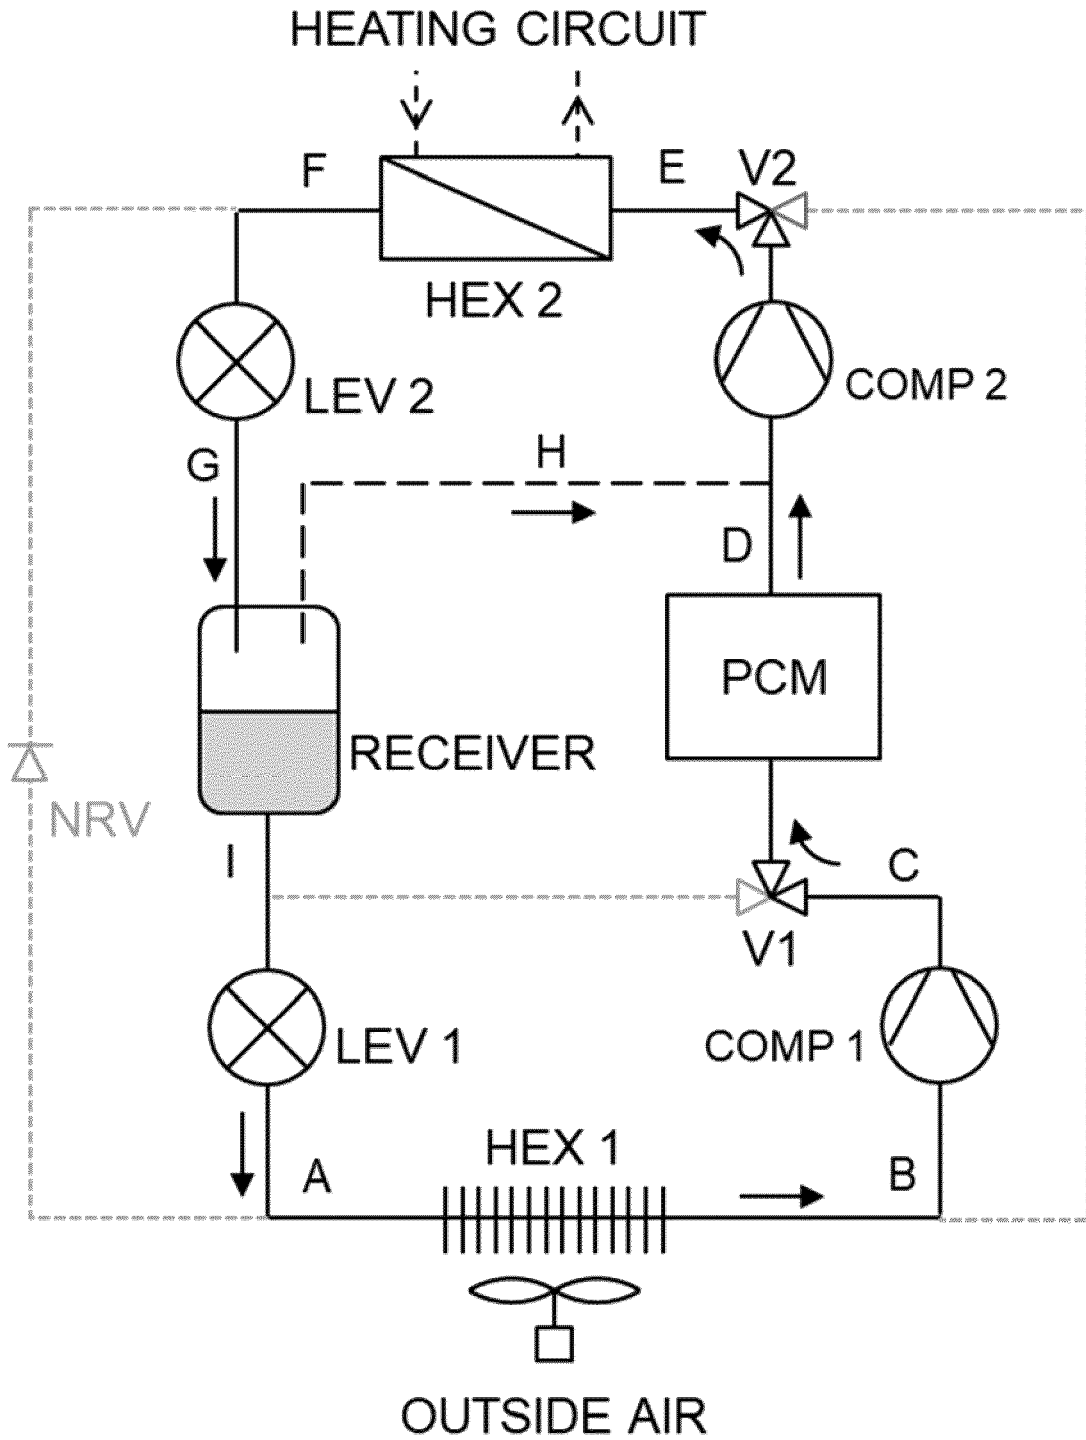 HEATING CIRCUIT
F
E
V2
HEX 2
LEV 2
COMP 2
G
H
D
PCM
RECEIVER
NRV
I
C
V1
LEV 1
COMP 1
HEX 1
A
B
OUTSIDE AIR